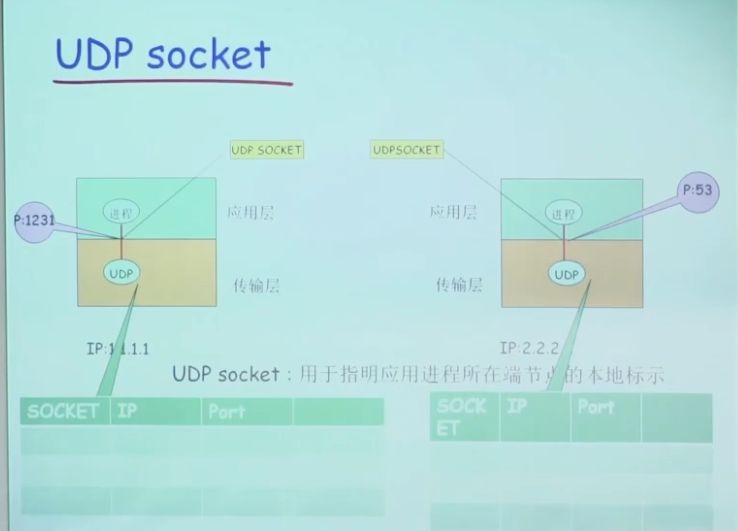 UDP socket
UDP SOCKET
UDPSOCKET
P:1231
进程
应用层
应用层
进程
P:53
UDP
传输层
传输层
UDP
IP:1.1.1.1
IP:2.2.2
UDP socket：用于指明应用进程所在端节点的本地标示
SOCKET IP Port
SOCK
ET IP Port